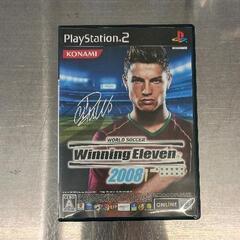 PlayStation 2
KONAMI
WORLD SOCCER
Winning Eleven
2008
A
ONLINE